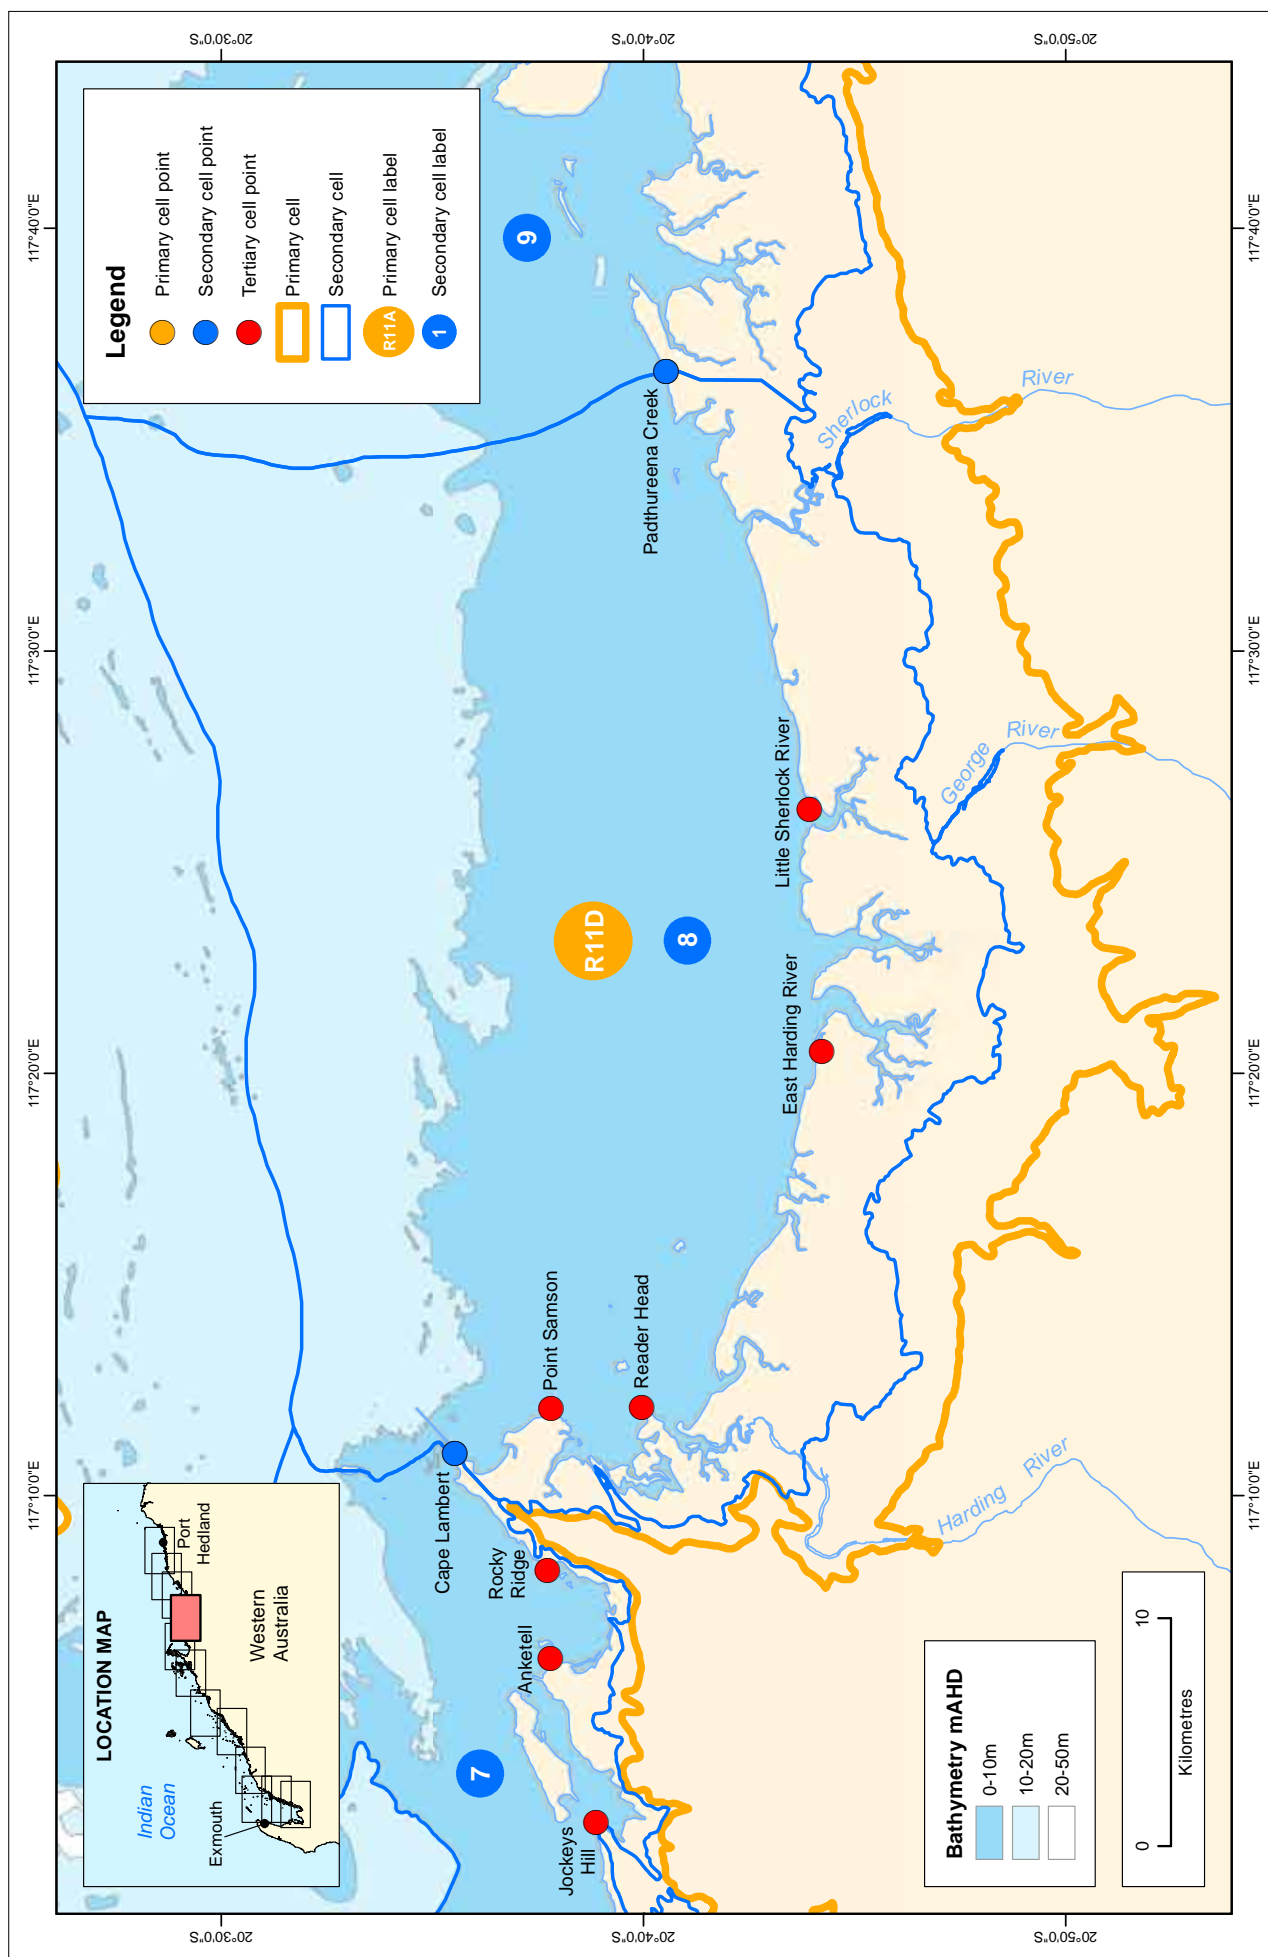 117°10'0"E
117°20'0"E
117°30'0"E
117°40'0"E
20°30'0"S
20°30'0"S
20°40'0"S
20°40'0"S
20°50'0"S
20°50'0"S
LOCATION MAP
Indian
Ocean
Exmouth
Port
Hedland
Western
Australia
Legend
Primary cell point
Secondary cell point
Tertiary cell point
Primary cell
Secondary cell
R11A
Primary cell label
1
Secondary cell label
7
Jockeys
Hill
Anketell
Rocky
Ridge
Cape Lambert
Point Samson
Reader Head
R11D
8
9
East Harding River
Little Sherlock River
Padthureena Creek
Harding
River
George
River
Sherlock
River
Bathymetry mAHD
0-10m
10-20m
20-50m
0
10
Kilometres
117°10'0"E
117°20'0"E
117°30'0"E
117°40'0"E